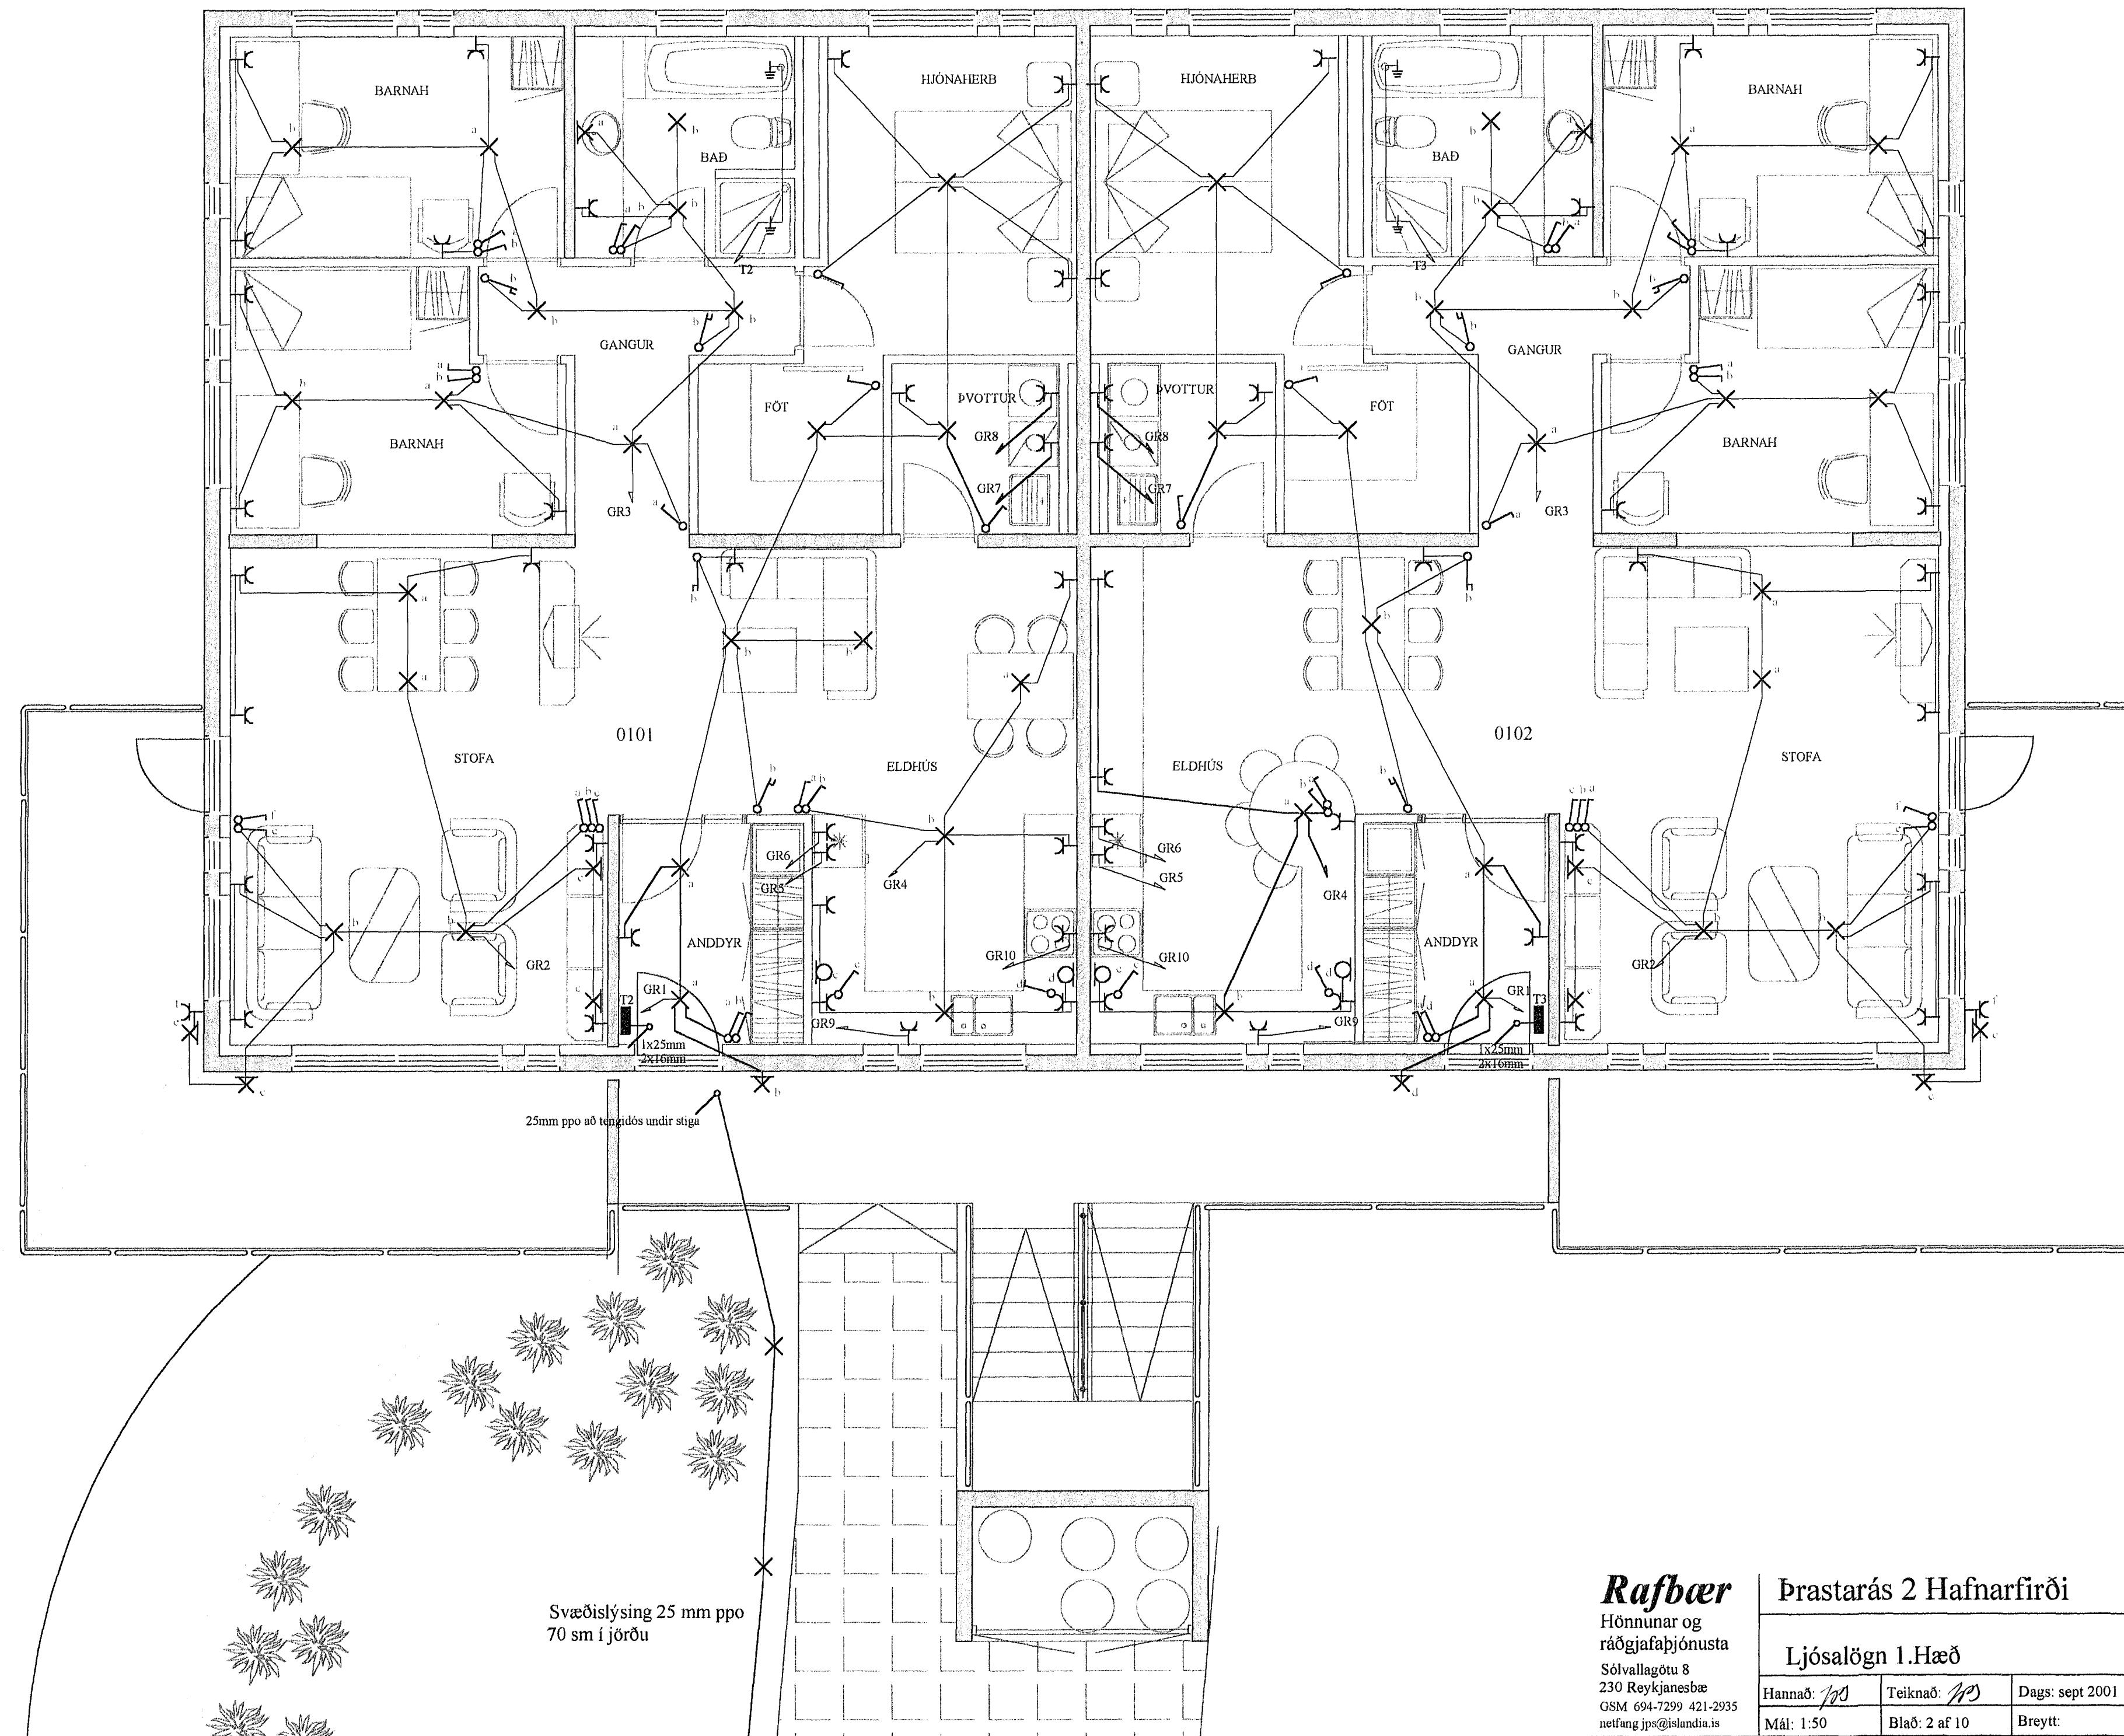 BARNAH
BAÐ
HJÓNAHERB
HJÓNAHERB
BAÐ
BARNAH
T2
T3
GANGUR
GANGUR
BARNAH
FÖT
ÞVOTTUR
GR8
GR7
GR3
ÞVOTTUR
GR8
GR7
FÖT
GR3
BARNAH
0101
0102
STOFA
ELDHÚS
ELDHÚS
STOFA
GR6
GR5
GR4
GR6
GR5
GR4
GR2
ANDDYR
GR10
GR10
ANDDYR
GR2
T2
GR1
GR9
GR9
GR1
T3
1x25mm
2x16mm
1x25mm
2x16mm
25mm ppo að tengidós undir stiga
Svæðislýsing 25 mm ppo
70 sm í jörðu
Rafbær
Hönnunar og
ráðgjafaþjónusta
Sólvallagötu 8
230 Reykjanesbæ
GSM 694-7299 421-2935
netfang jps@islandia.is
Þrastarás 2 Hafnarfirði
Ljósalögn 1.Hæð
Hannað: Teiknað: Dags: sept 2001
Mál: 1:50 Blað: 2 af 10 Breytt: